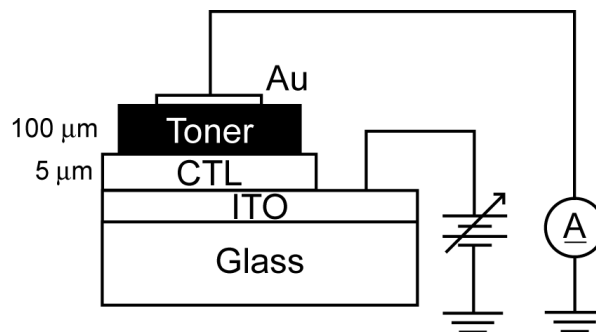 Au
100 μm Toner
5 μm CTL
ITO
Glass
A